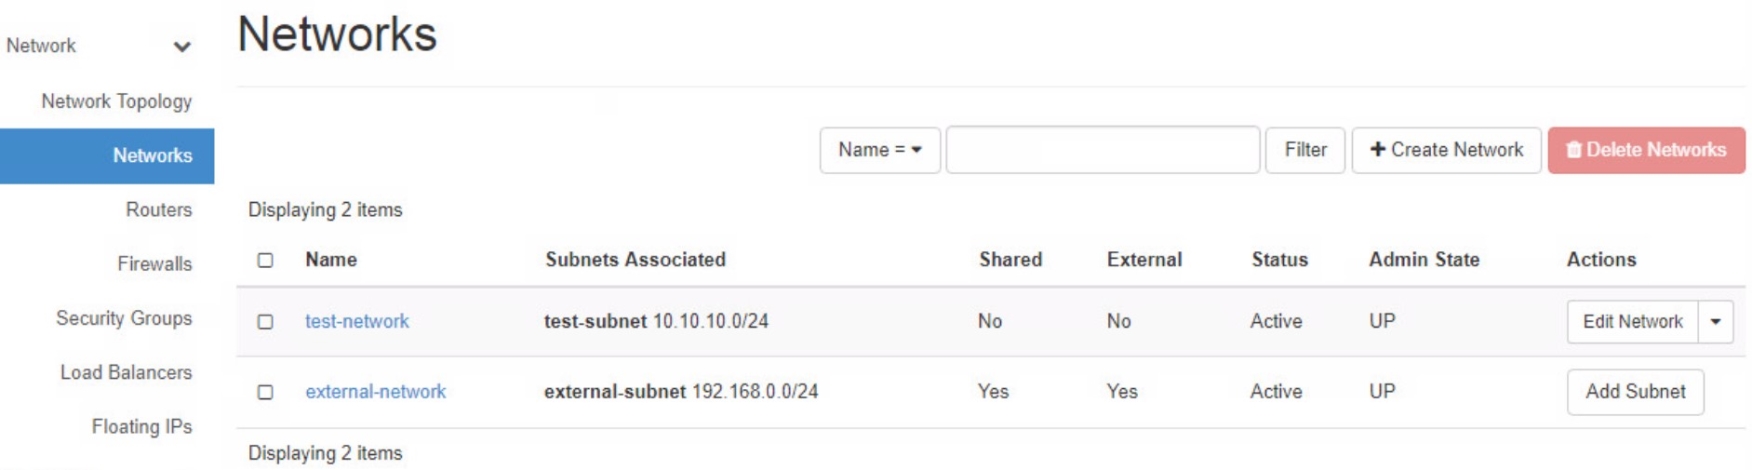 Networks
Network
Network Topology
Networks
Routers
Firewalls
Security Groups
Load Balancers
Floating IPs
Name =
Filter
Create Network
Delete Networks
Displaying 2 items
Name Subnets Associated Shared External Status Admin State Actions
test-network test-subnet 10.10.10.0/24 No No Active UP Edit Network
external-network external-subnet 192.168.0.0/24 Yes Yes Active UP Add Subnet
Displaying 2 items